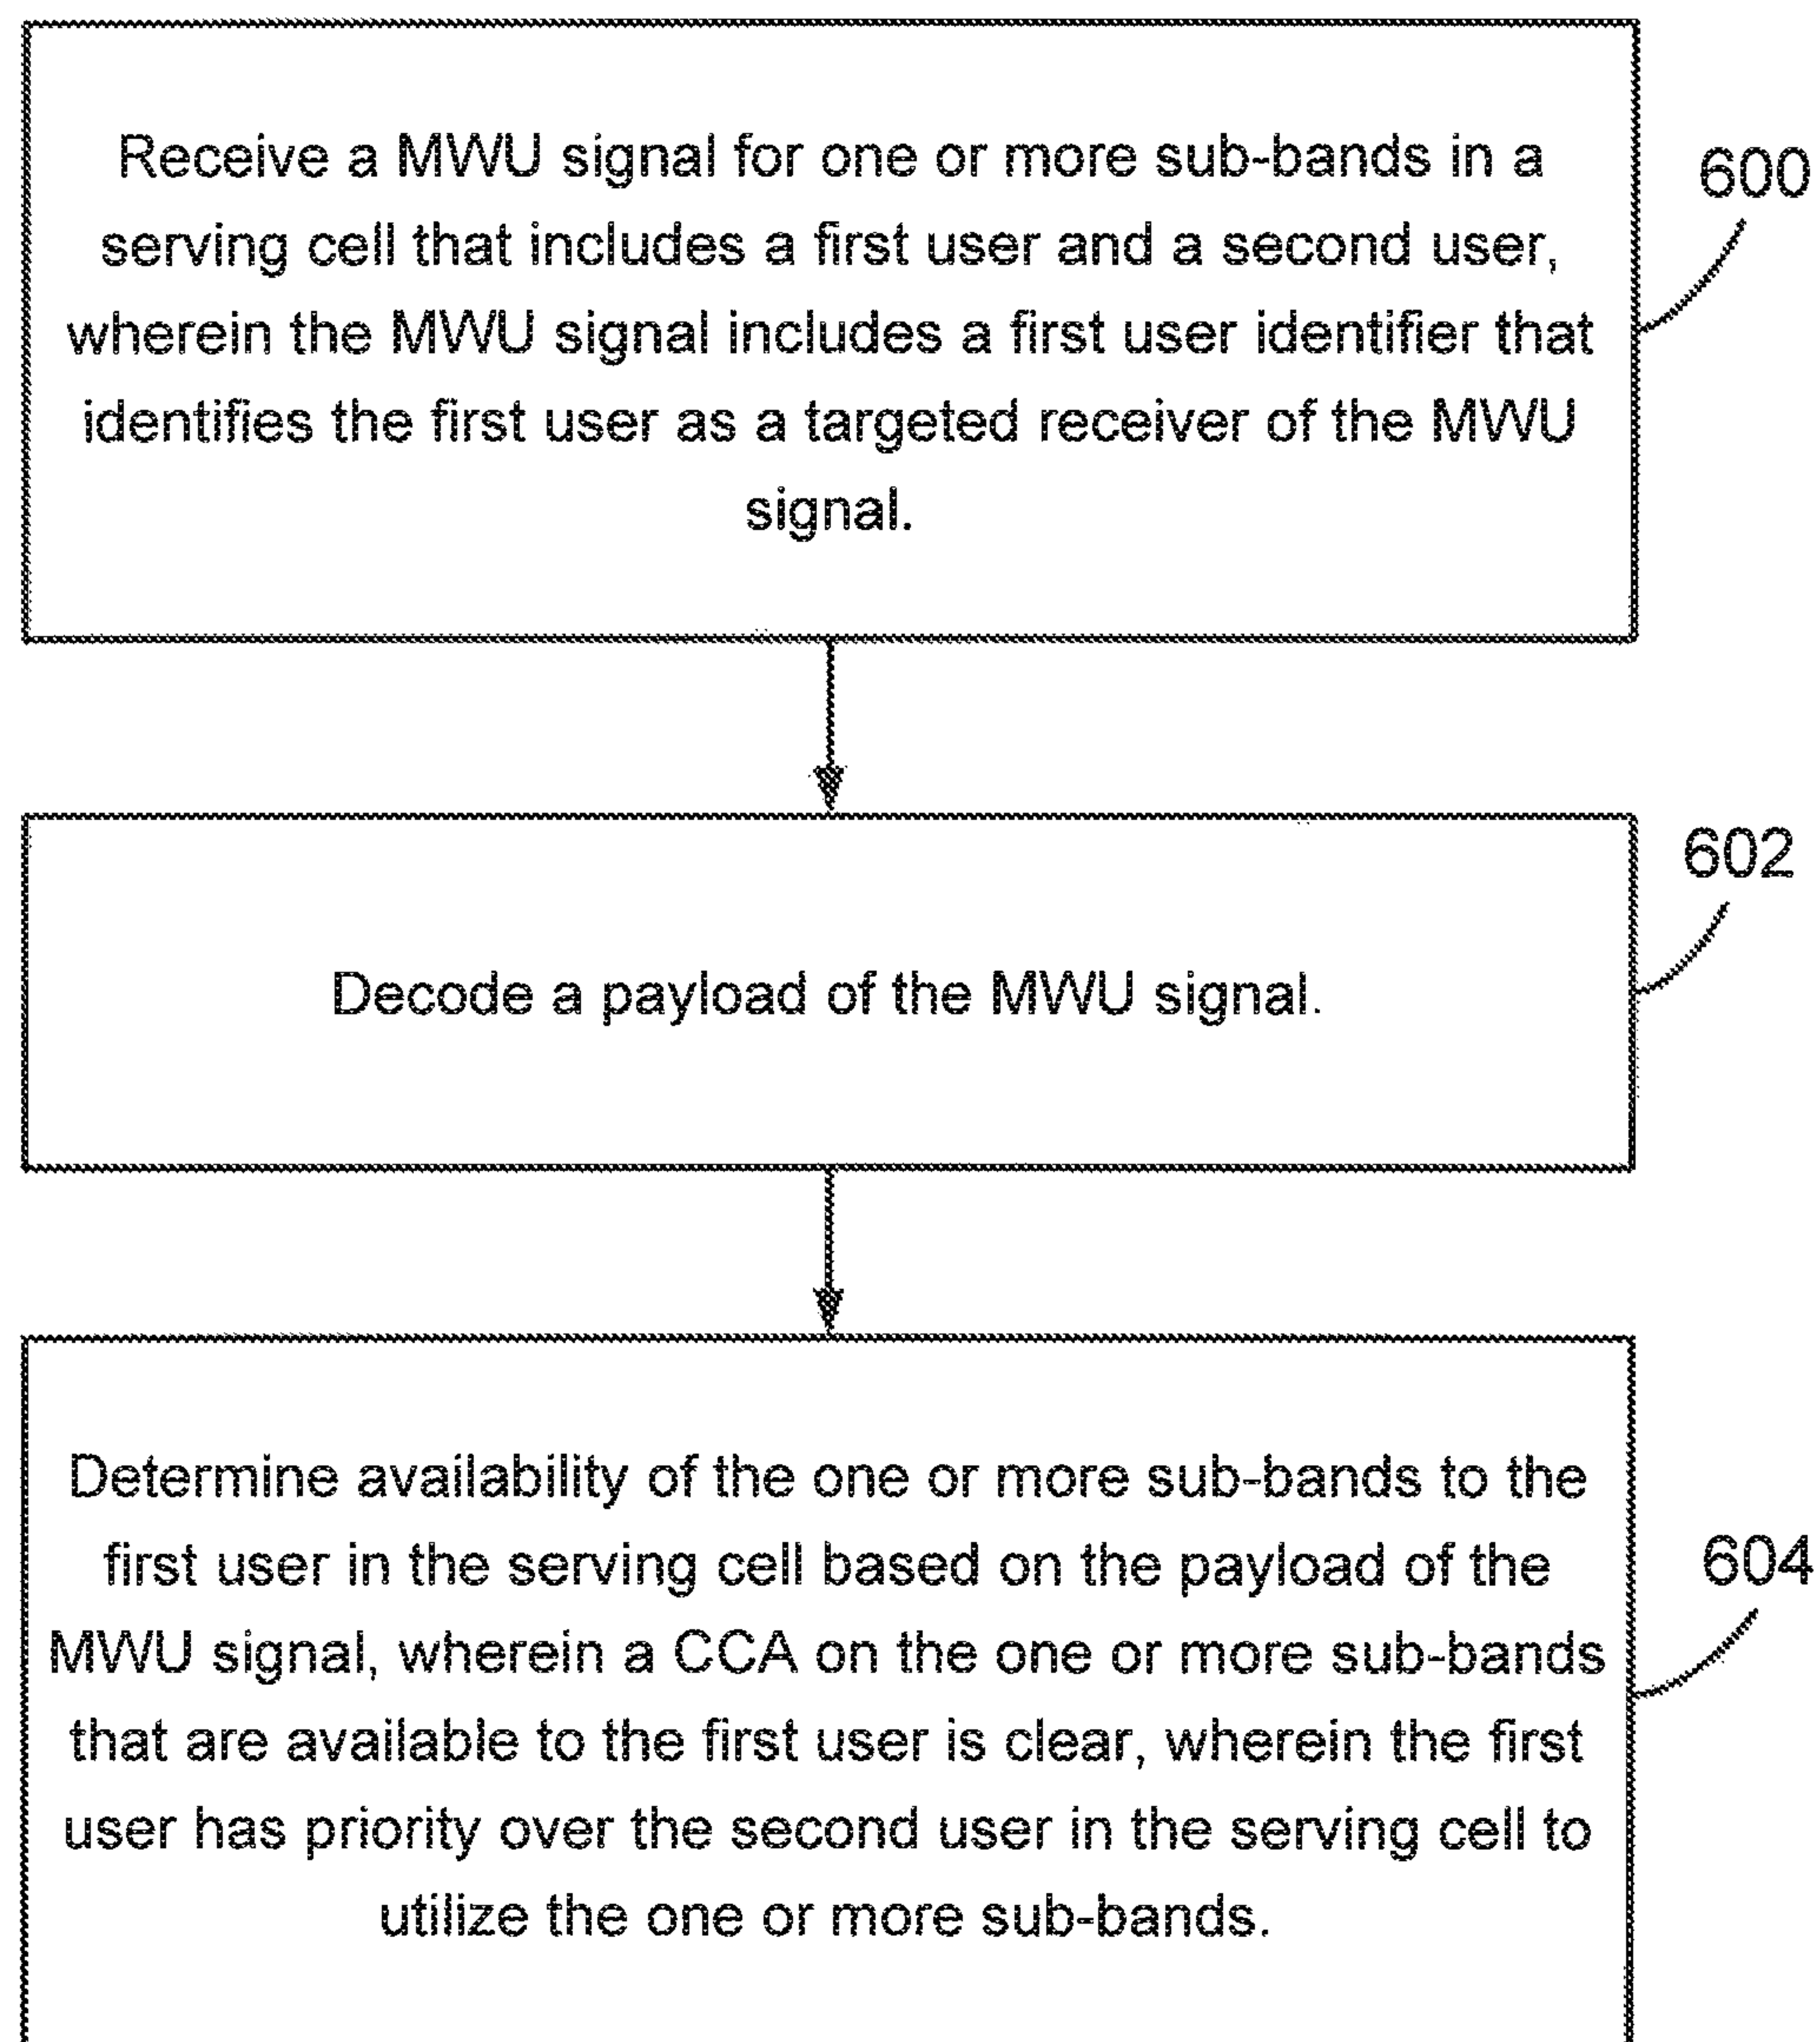 Receive a MWU signal for one or more sub-bands in a
serving cell that includes a first user and a second user,
wherein the MWU signal includes a first user identifier that
identifies the first user as a targeted receiver of the MWU
signal.
600
Decode a payload of the MWU signal.
602
Determine availability of the one or more sub-bands to the
first user in the serving cell based on the payload of the
MWU signal, wherein a CCA on the one or more sub-bands
that are available to the first user is clear, wherein the first
user has priority over the second user in the serving cell to
utilize the one or more sub-bands.
604